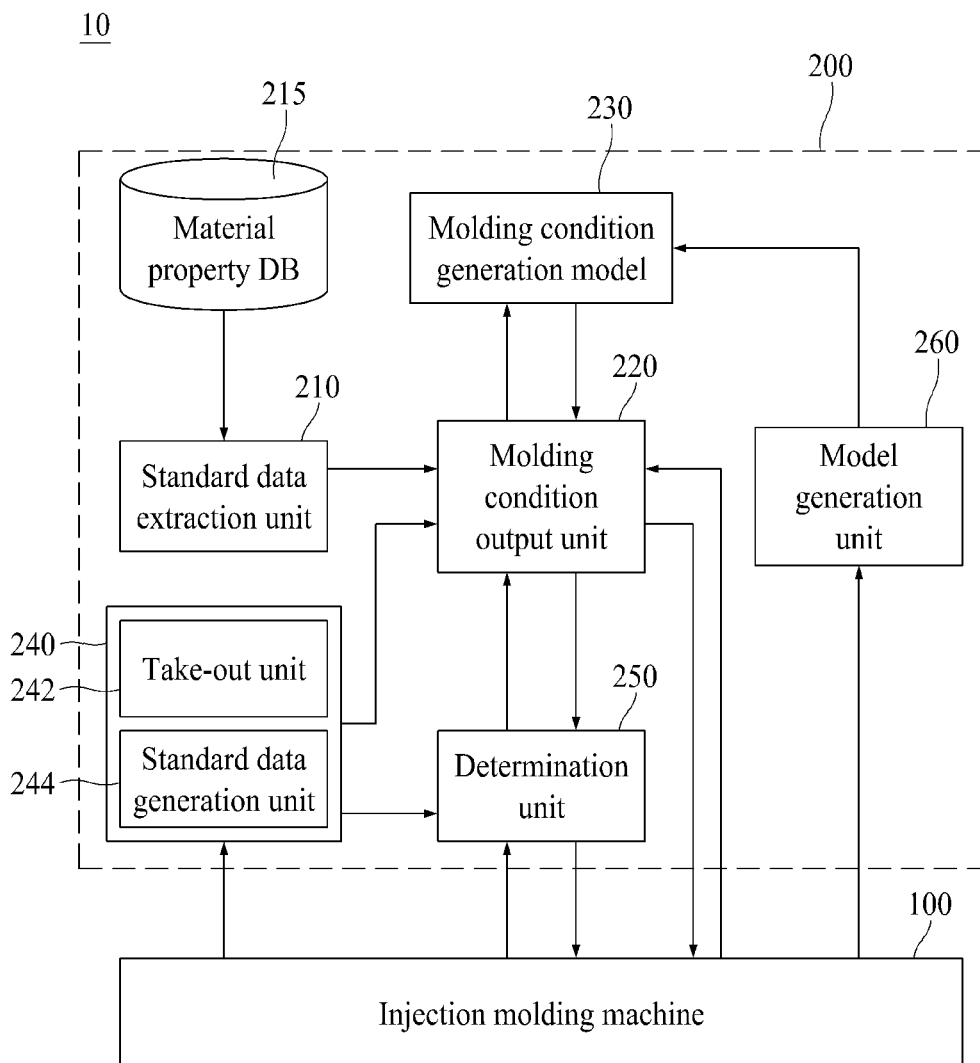 10
200
215
230
Material
property DB
Molding condition
generation model
260
210
220
Standard data
extraction unit
Molding
condition
output unit
Model
generation
unit
240
242
Take-out unit
250
244
Standard data
generation unit
Determination
unit
100
Injection molding machine